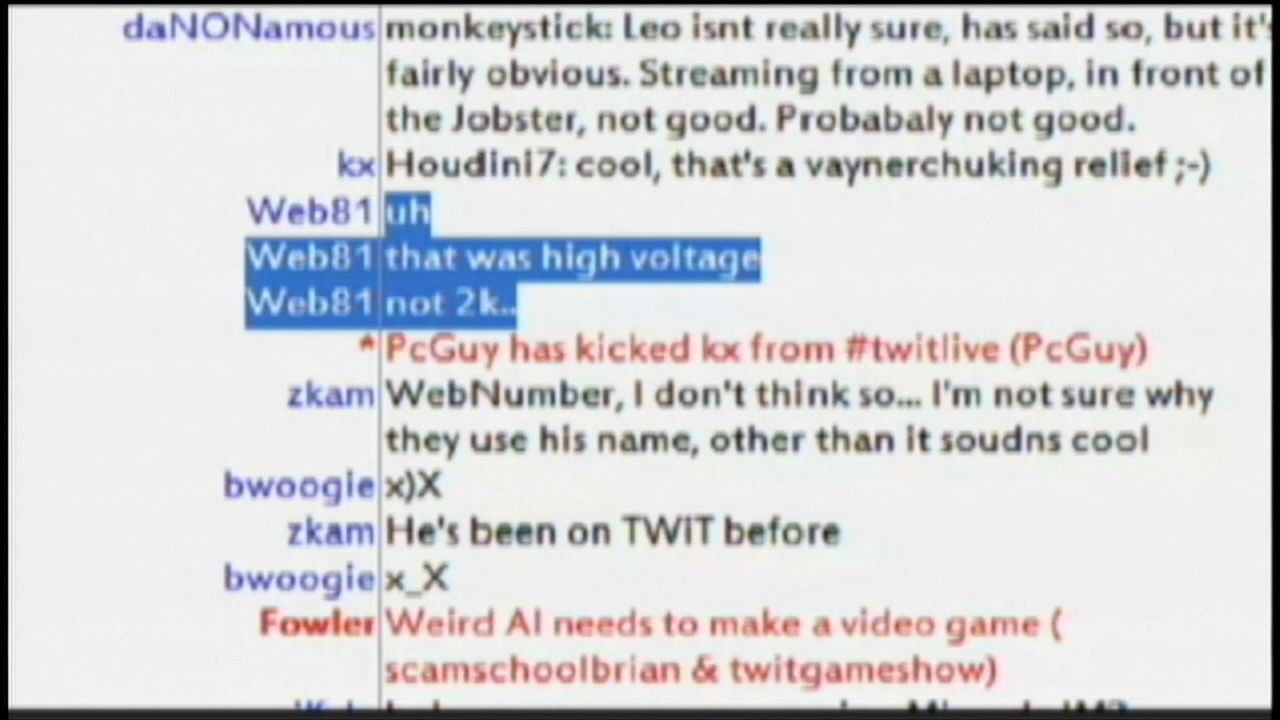 daNONamous monkeystick: Leo isnt really sure, has said so, but it's
fairly obvious. Streaming from a laptop, in front of
the Jobster, not good. Probabaly not good.
kx Houdini7: cool, that's a vaynerchuking relief ;-)
Web81 uh
Web81 that was high voltage
Web81 not 2k..
* PcGuy has kicked kx from #twitlive (PcGuy)
zkam WebNumber, I don't think so... I'm not sure why
they use his name, other than it soudns cool
bwoogie x)X
zkam He's been on TWiT before
bwoogie x_X
Fowler Weird Al needs to make a video game (
scamschoolbrian & twitgameshow)